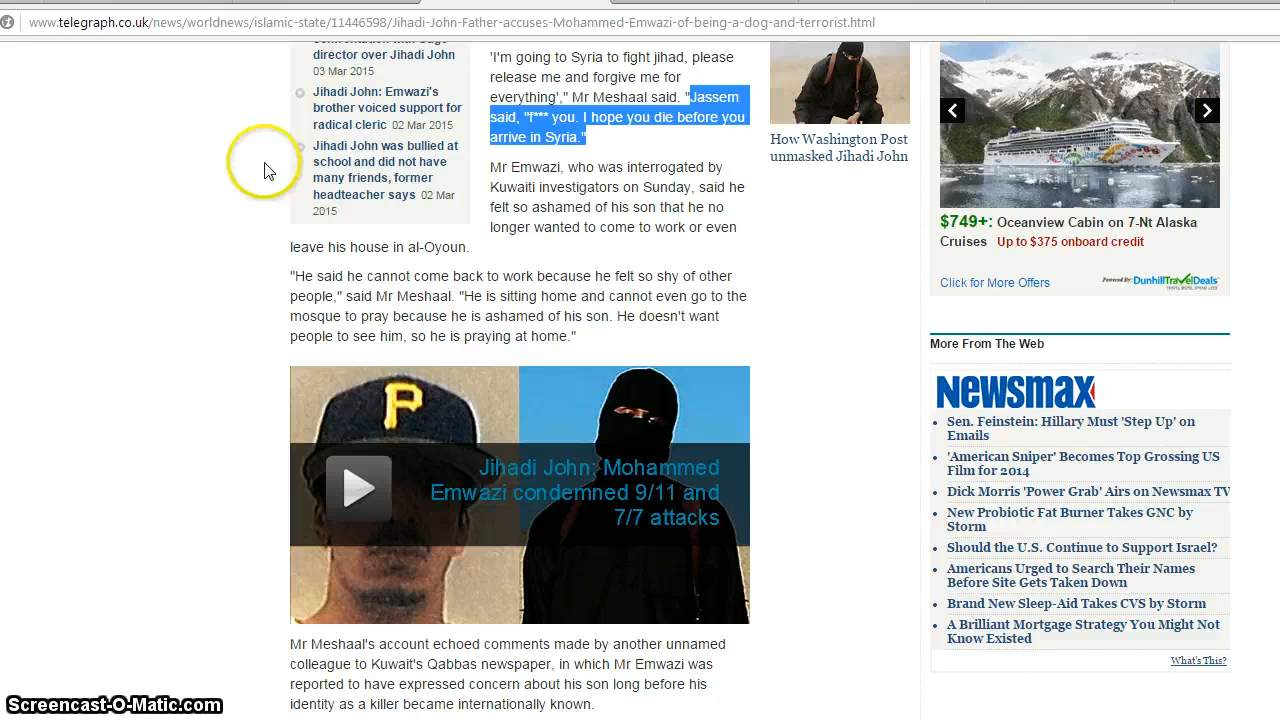 www.telegraph.co.uk/news/worldnews/islamic-state/11446598/Jihadi-John-Father-accuses-Mohammed-Emwazi-of-being-a-dog-and-terrorist.html
director over Jihadi John
03 Mar 2015
Jihadi John: Emwazi's
brother voiced support for
radical cleric 02 Mar 2015
Jihadi John was bullied at
school and did not have
many friends, former
headteacher says 02 Mar
2015
'I'm going to Syria to fight jihad, please
release me and forgive me for
everything'," Mr Meshaal said. "Jassem
said, "f*** you. I hope you die before you
arrive in Syria."
Mr Emwazi, who was interrogated by
Kuwaiti investigators on Sunday, said he
felt so ashamed of his son that he no
longer wanted to come to work or even
leave his house in al-Oyoun.
"He said he cannot come back to work because he felt so shy of other
people," said Mr Meshaal. "He is sitting home and cannot even go to the
mosque to pray because he is ashamed of his son. He doesn't want
people to see him, so he is praying at home."
P
Jihadi John: Mohammed
Emwazi condemned 9/11 and
7/7 attacks
Mr Meshaal's account echoed comments made by another unnamed
colleague to Kuwait's Qabbas newspaper, in which Mr Emwazi was
reported to have expressed concern about his son long before his
identity as a killer became internationally known.
How Washington Post
unmasked Jihadi John
$749+: Oceanview Cabin on 7-Nt Alaska
Cruises Up to $375 onboard credit
Click for More Offers
Powered By: DunhillTravelDeals
More From The Web
Newsmax
Sen. Feinstein: Hillary Must 'Step Up' on
Emails
'American Sniper' Becomes Top Grossing US
Film for 2014
Dick Morris 'Power Grab' Airs on Newsmax TV
New Probiotic Fat Burner Takes GNC by
Storm
Should the U.S. Continue to Support Israel?
Americans Urged to Search Their Names
Before Site Gets Taken Down
Brand New Sleep-Aid Takes CVS by Storm
A Brilliant Mortgage Strategy You Might Not
Know Existed
What's This?
Screencast-O-Matic.com